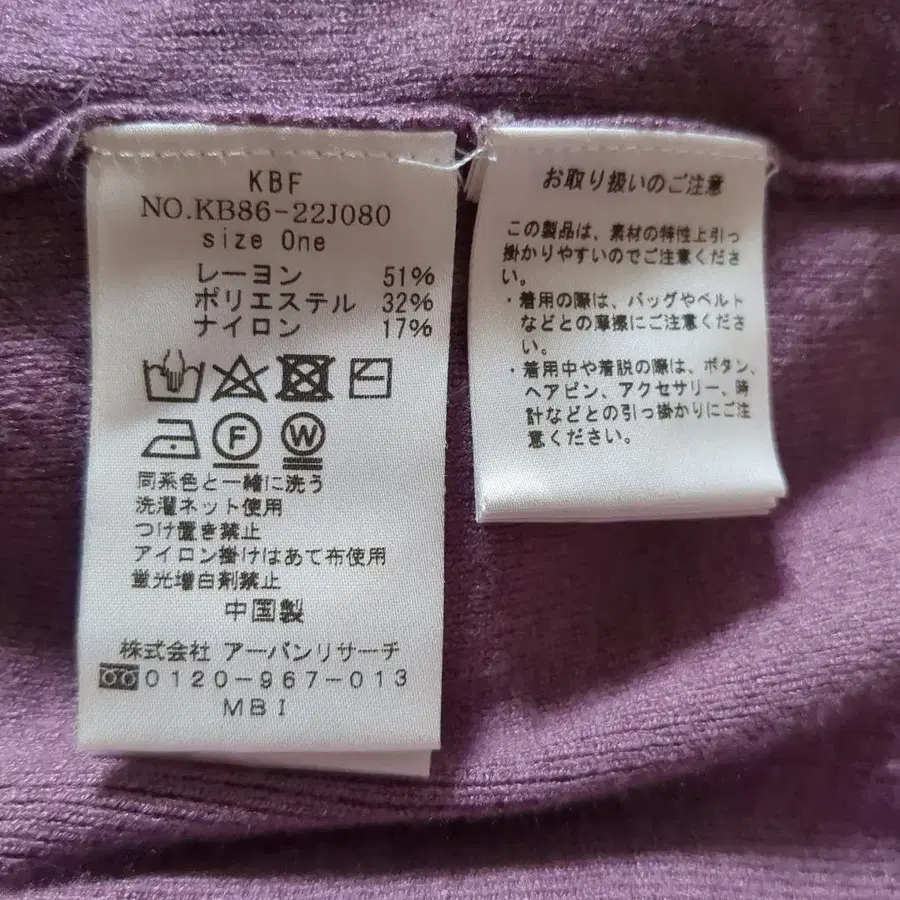 KBF
NO.KB86-22J080
size One
レーヨン 51%
ポリエステル 32%
ナイロン 17%
F W
同系色と一緒に洗う
洗濯ネット使用
つけ置き禁止
アイロン掛けはあて布使用
蛍光増白剤禁止
中国製
株式会社 アーバンリサーチ
0120-967-013
MBI
お取り扱いのご注意
この製品は、素材の特性上引っ
掛かりやすいのでご注意くださ
い。
・着用の際は、バッグやベルト
などとの摩擦にご注意くださ
い。
・着用中や着脱の際は、ボタン、
ヘアピン、アクセサリー、時
計などとの引っ掛かりにご注
意ください。